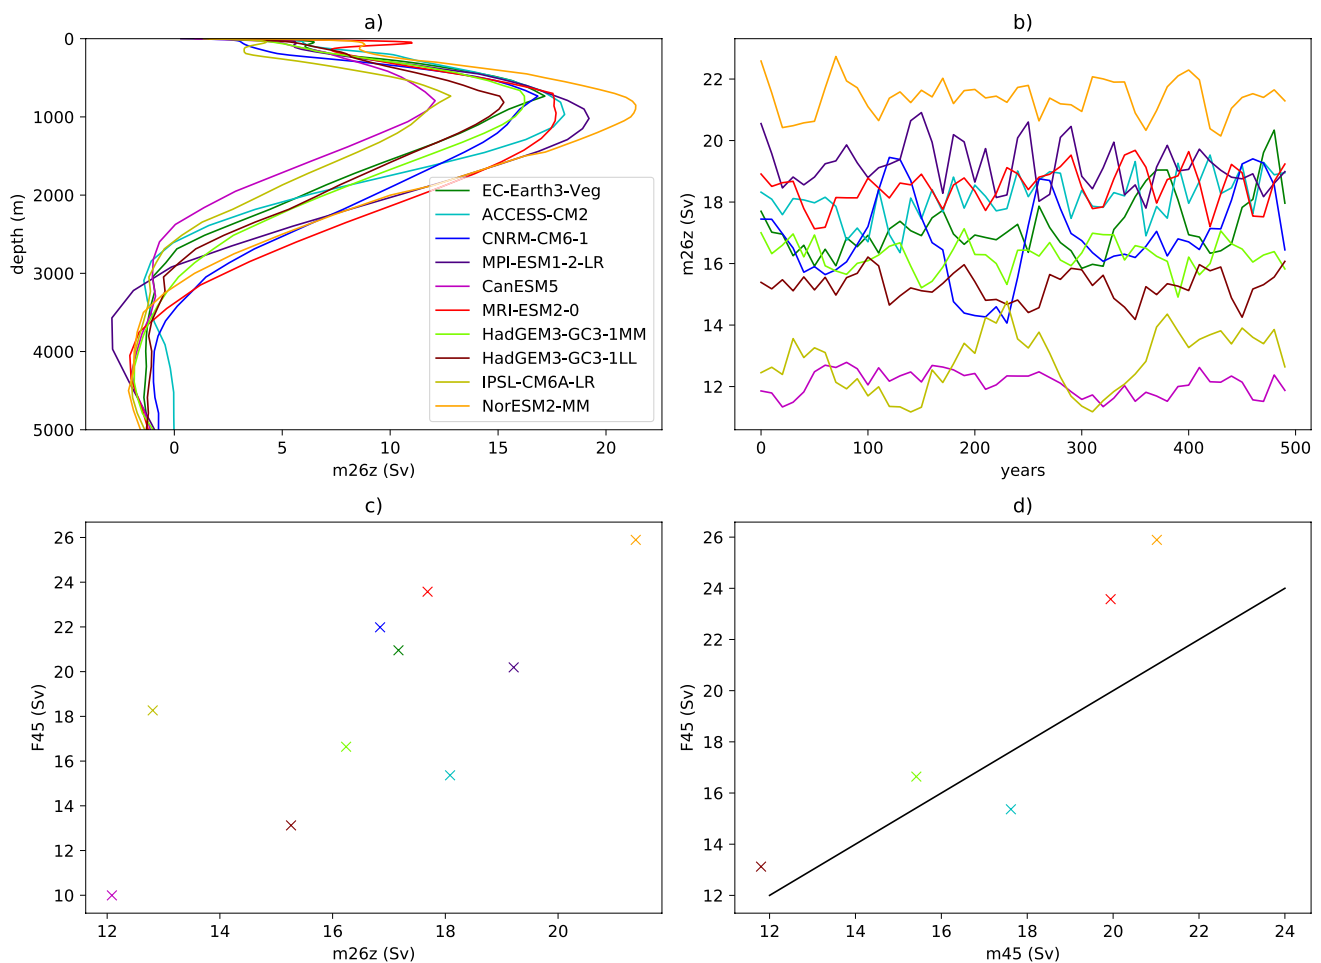 a)
0
1000
2000
3000
4000
5000
depth (m)
0
5
10
15
20
m26z (Sv)
EC-Earth3-Veg
ACCESS-CM2
CNRM-CM6-1
MPI-ESM1-2-LR
CanESM5
MRI-ESM2-0
HadGEM3-GC3-1MM
HadGEM3-GC3-1LL
IPSL-CM6A-LR
NorESM2-MM
b)
22
20
18
16
14
12
m26z (Sv)
0
100
200
300
400
500
years
c)
26
24
22
20
18
16
14
12
10
F45 (Sv)
12
14
16
18
20
m26z (Sv)
d)
26
24
22
20
18
16
14
12
F45 (Sv)
12
14
16
18
20
22
24
m45 (Sv)